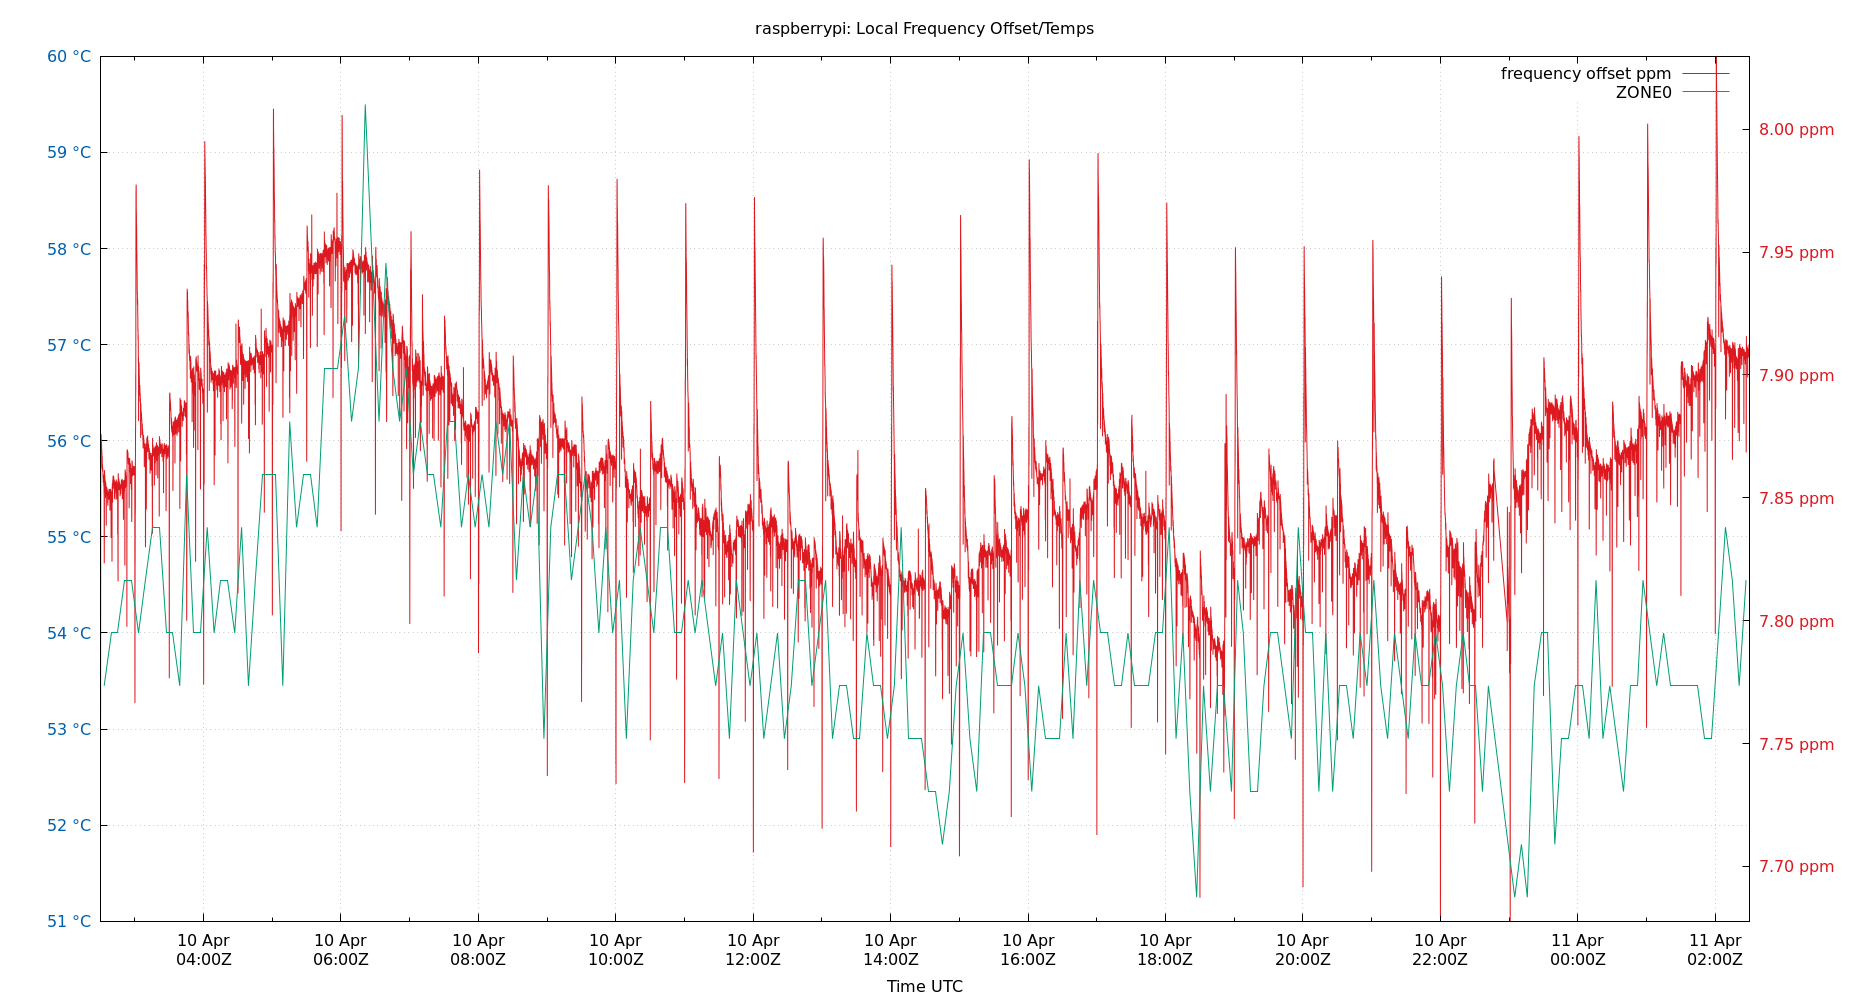 raspberrypi: Local Frequency Offset/Temps
frequency offset ppm
ZONE0
60 °C
59 °C
58 °C
57 °C
56 °C
55 °C
54 °C
53 °C
52 °C
51 °C
8.00 ppm
7.95 ppm
7.90 ppm
7.85 ppm
7.80 ppm
7.75 ppm
7.70 ppm
10 Apr 10 Apr 10 Apr 10 Apr 10 Apr 10 Apr 10 Apr 10 Apr 10 Apr 10 Apr 11 Apr 11 Apr
04:00Z 06:00Z 08:00Z 10:00Z 12:00Z 14:00Z 16:00Z 18:00Z 20:00Z 22:00Z 00:00Z 02:00Z
Time UTC